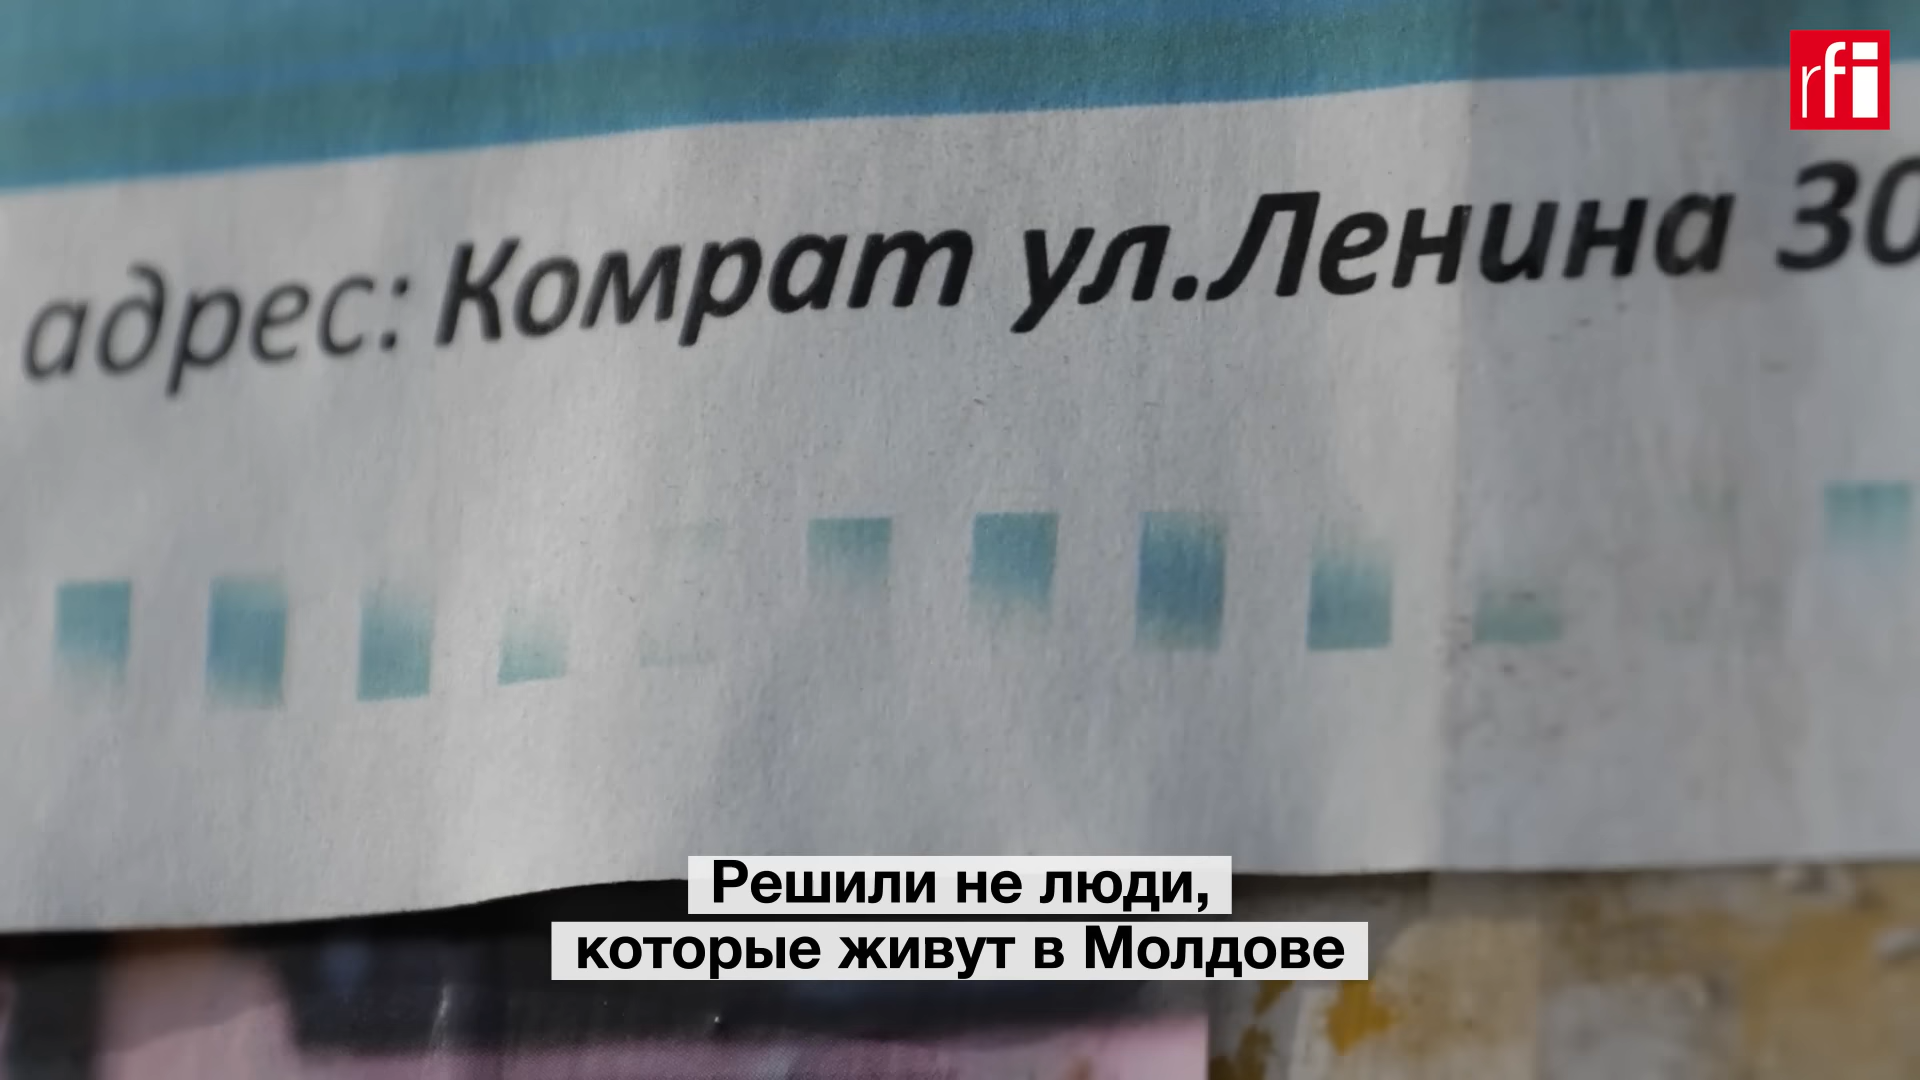 rfi
адрес: Комрат ул.Ленина 30
Решили не люди,
которые живут в Молдове